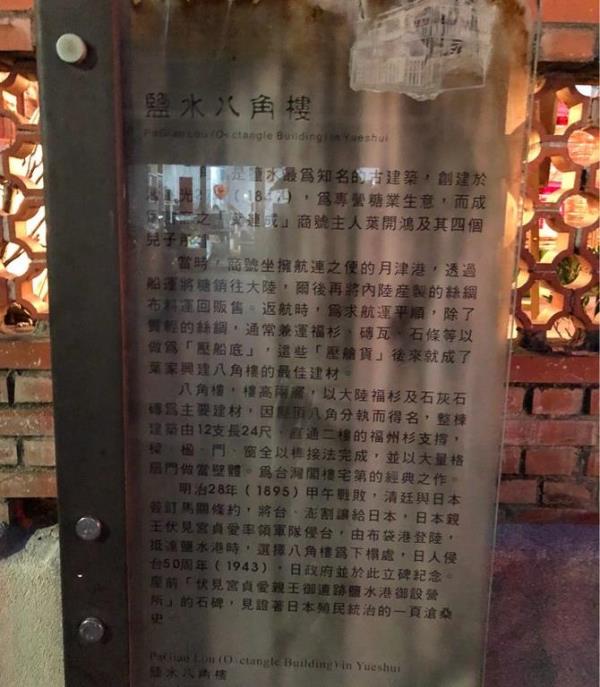 鹽水八角樓
PaGiau Lou (Octangle Building) in Yueshui
是鹽水最爲知名的古建築，創建於
光 (18 )，爲專營糖業生意，而成
之「 連成」商號主人葉開鴻及其四個
兒子所
當時，商號坐擁航運之便的月津港，透過
船運將糖銷往大陸，爾後再將內陸產製的絲綢
布料運回販售。返航時，爲求航運平順，除了
質輕的絲綢，通常兼運福杉、磚瓦、石條等以
做爲「壓船底」，這些「壓艙貨」後來就成了
葉家興建八角樓的最佳建材。
八角樓，樓高兩層，以大陸福杉及石灰石
磚爲主要建材，因屋頂八角分執而得名，整棟
建築由12支長24尺、直通二樓的福州杉支撐，
樑、楹、門、窗全以榫接法完成，並以大量格
扇門做當壁體。爲台灣閣樓宅第的經典之作。
明治28年（1895）甲午戰敗，清廷與日本
簽訂馬關條約，將台、澎割讓給日本，日本親
王伏見宮貞愛率領軍隊侵台，由布袋港登陸，
抵達鹽水港時，選擇八角樓爲下榻處，日人侵
台50周年（1943），日政府並於此立碑紀念。
座前「伏見宮貞愛親王御遺跡鹽水港御設營
所」的石碑，見證著日本殖民統治的一頁滄桑
史。
PaGiau Lou (Octangle Building) in Yueshui
鹽水八角樓